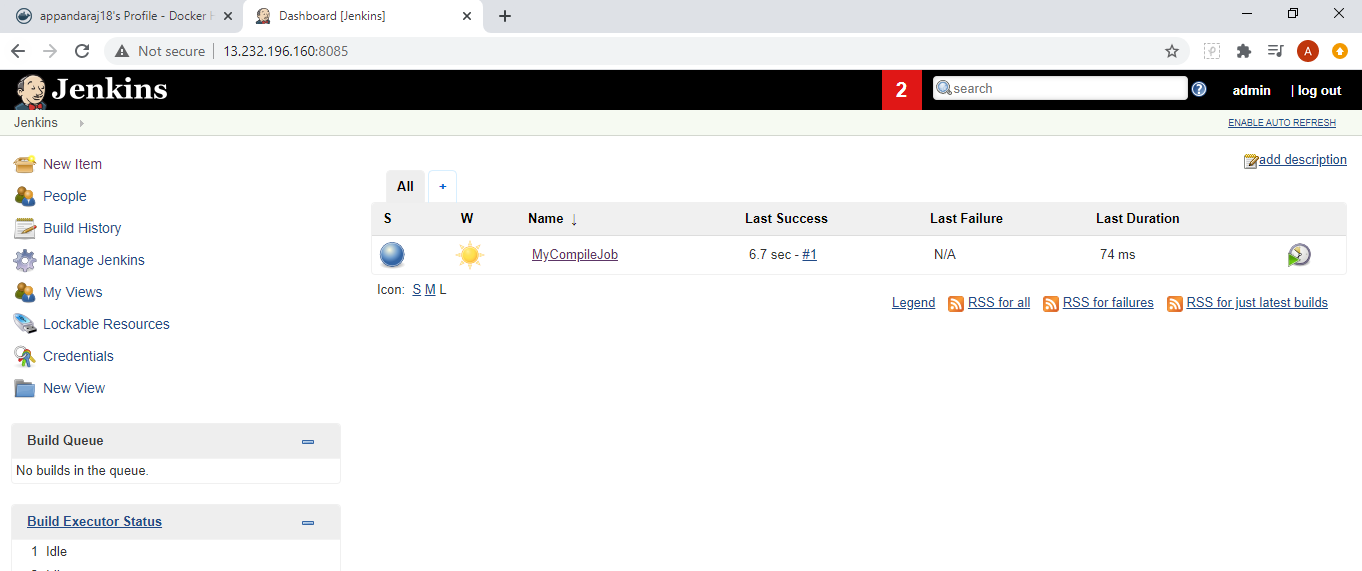 appandaraj18's Profile - Docker H
Dashboard [Jenkins]
Not secure 13.232.196.160:8085
A
Jenkins
2
search
admin
| log out
Jenkins
ENABLE AUTO REFRESH
New Item
People
Build History
Manage Jenkins
My Views
Lockable Resources
Credentials
New View
Build Queue
No builds in the queue.
Build Executor Status
1 Idle
add description
All +
S W Name ↓ Last Success Last Failure Last Duration
MyCompileJob 6.7 sec - #1 N/A 74 ms
Icon: S M L
Legend RSS for all RSS for failures RSS for just latest builds